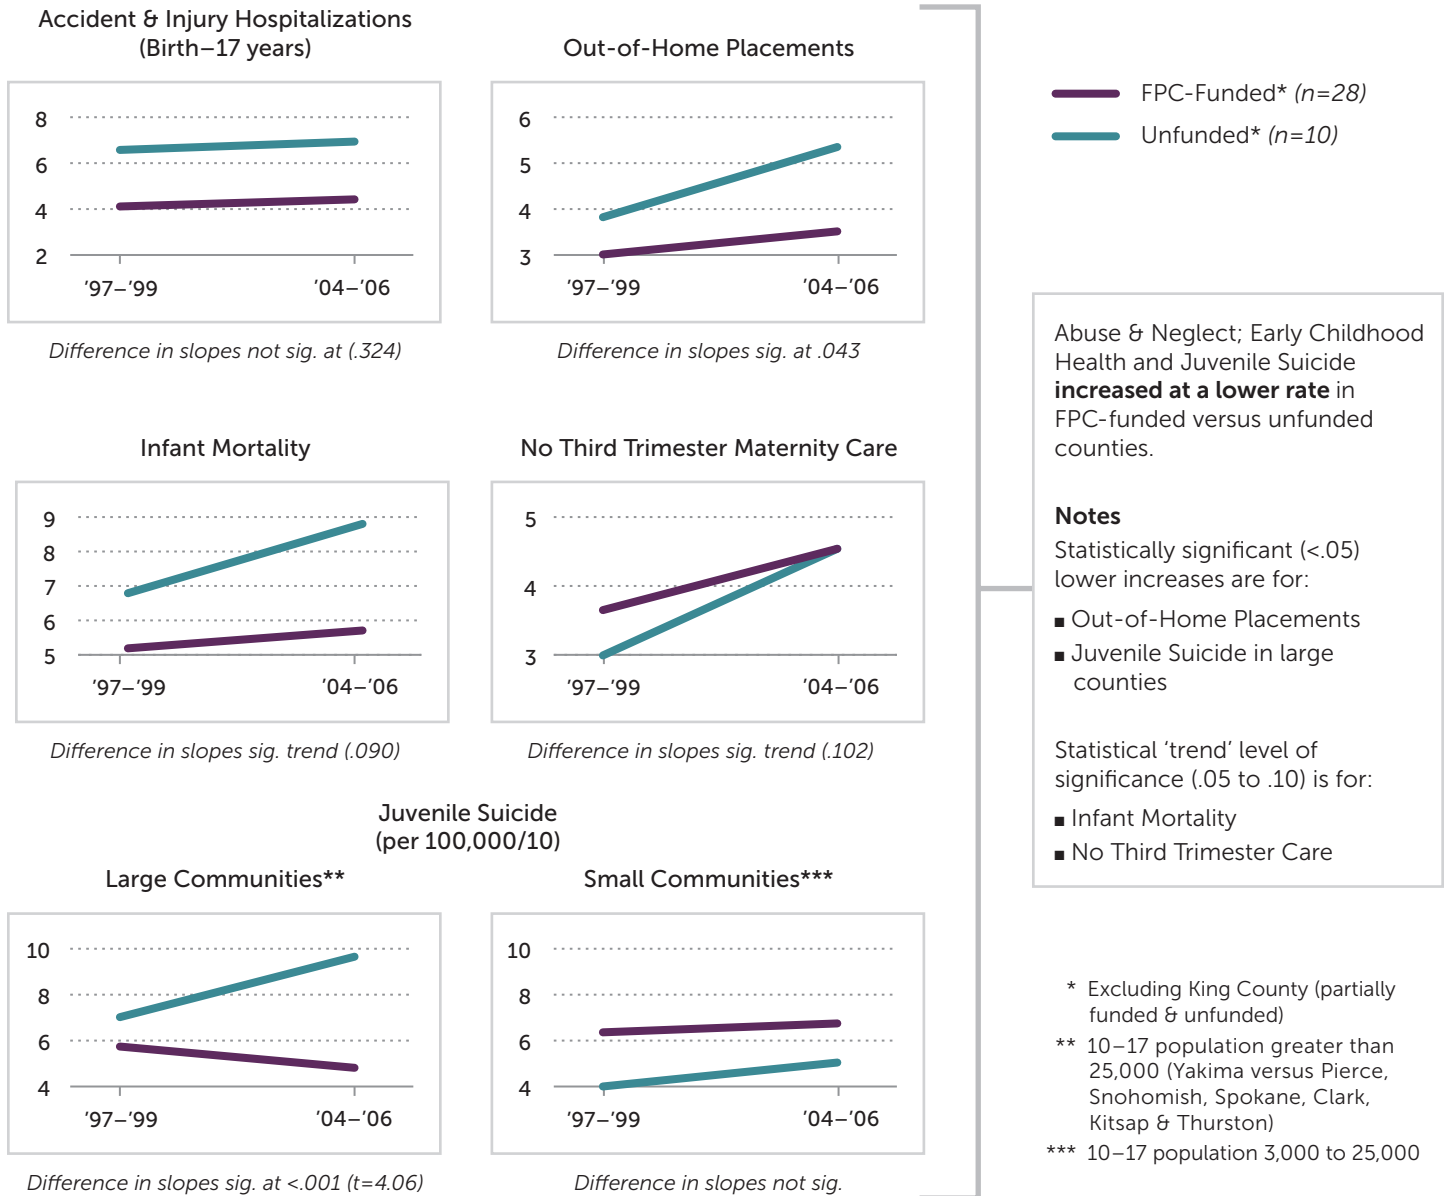 Accident & Injury Hospitalizations
(Birth–17 years)
8
6
4
2
’97–’99
’04–’06
Difference in slopes not sig. at (.324)
Out-of-Home Placements
6
5
4
3
’97–’99
’04–’06
Difference in slopes sig. at .043
Infant Mortality
9
8
7
6
5
’97–’99
’04–’06
Difference in slopes sig. trend (.090)
No Third Trimester Maternity Care
5
4
3
’97–’99
’04–’06
Difference in slopes sig. trend (.102)
Juvenile Suicide
(per 100,000/10)
Large Communities**
10
8
6
4
’97–’99
’04–’06
Difference in slopes sig. at <.001 (t=4.06)
Small Communities***
10
8
6
4
’97–’99
’04–’06
Difference in slopes not sig.
FPC-Funded* (n=28)
Unfunded* (n=10)
Abuse & Neglect; Early Childhood
Health and Juvenile Suicide
increased at a lower rate in
FPC-funded versus unfunded
counties.
Notes
Statistically significant (<.05)
lower increases are for:
■ Out-of-Home Placements
■ Juvenile Suicide in large
counties
Statistical ‘trend’ level of
significance (.05 to .10) is for:
■ Infant Mortality
■ No Third Trimester Care
* Excluding King County (partially
funded & unfunded)
** 10–17 population greater than
25,000 (Yakima versus Pierce,
Snohomish, Spokane, Clark,
Kitsap & Thurston)
*** 10–17 population 3,000 to 25,000